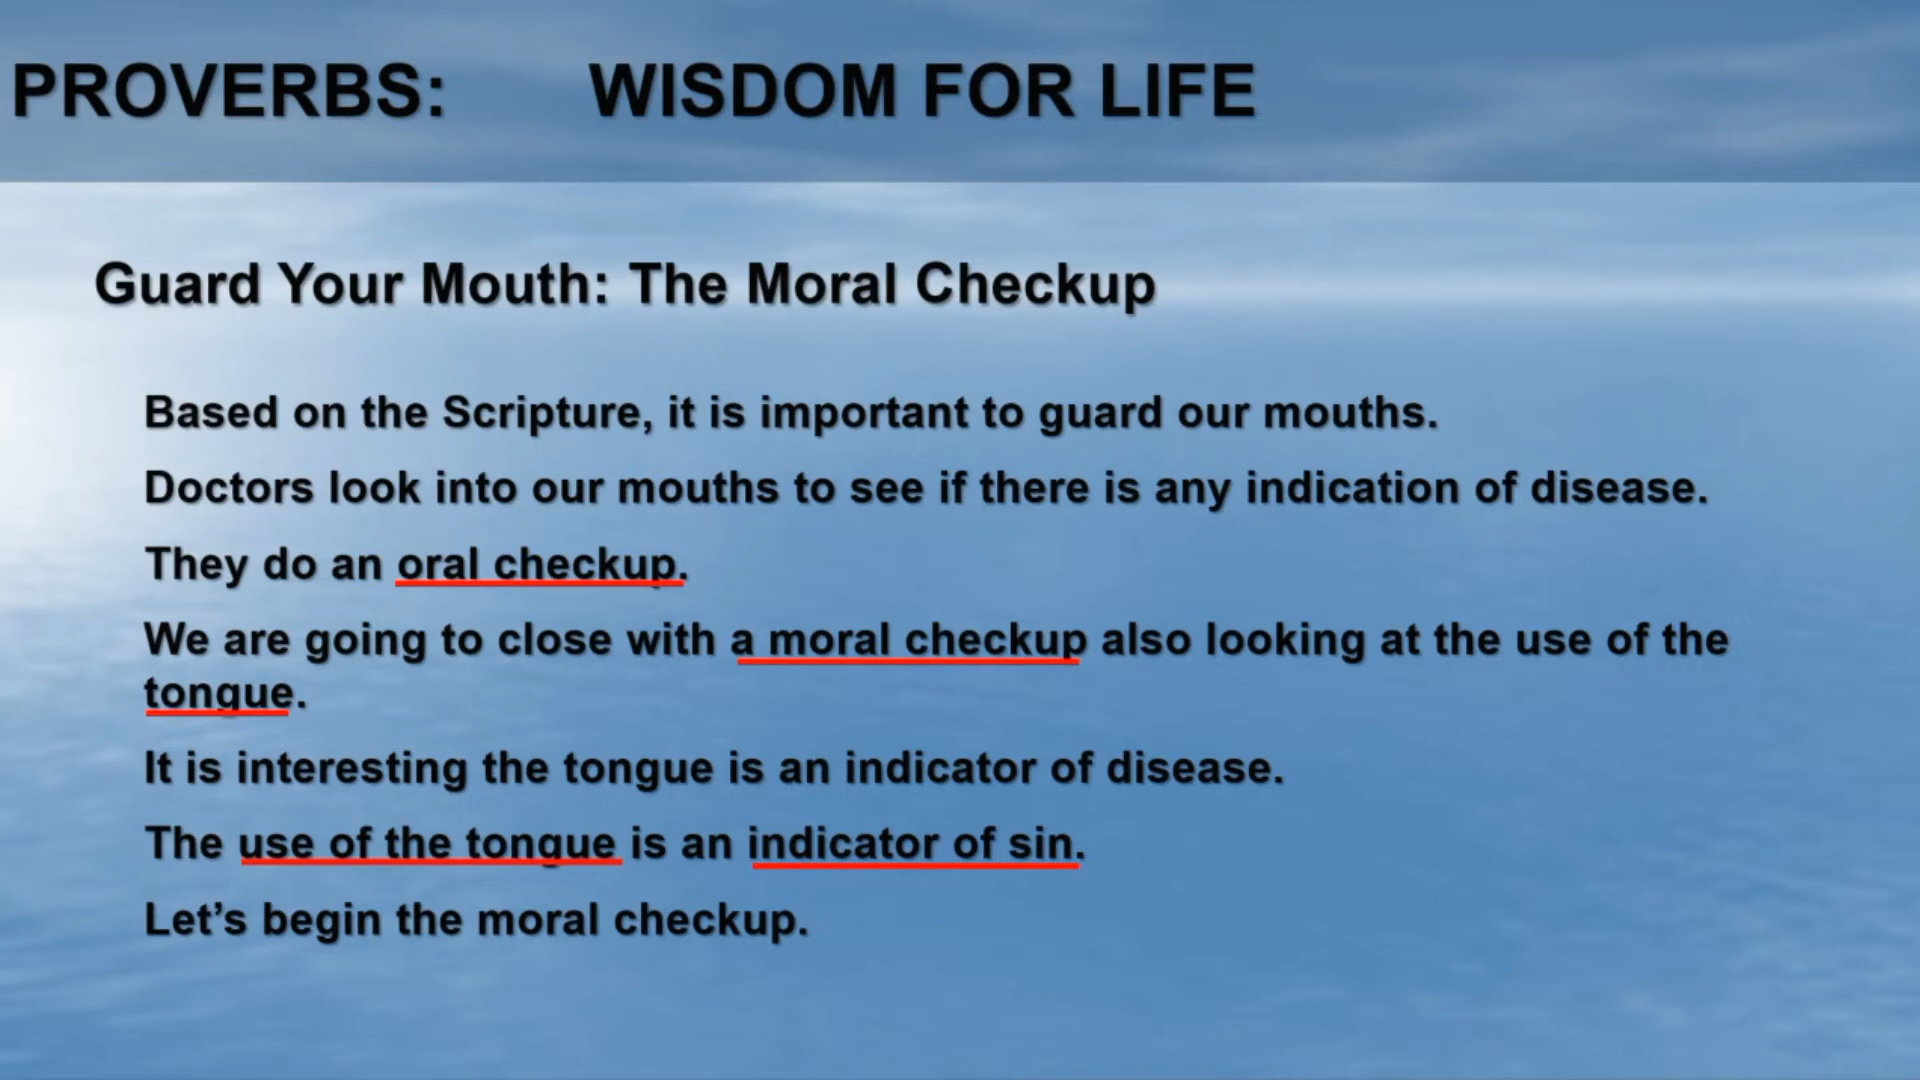 PROVERBS: WISDOM FOR LIFE
Guard Your Mouth: The Moral Checkup
Based on the Scripture, it is important to guard our mouths.
Doctors look into our mouths to see if there is any indication of disease.
They do an oral checkup.
We are going to close with a moral checkup also looking at the use of the
tongue.
It is interesting the tongue is an indicator of disease.
The use of the tongue is an indicator of sin.
Let’s begin the moral checkup.